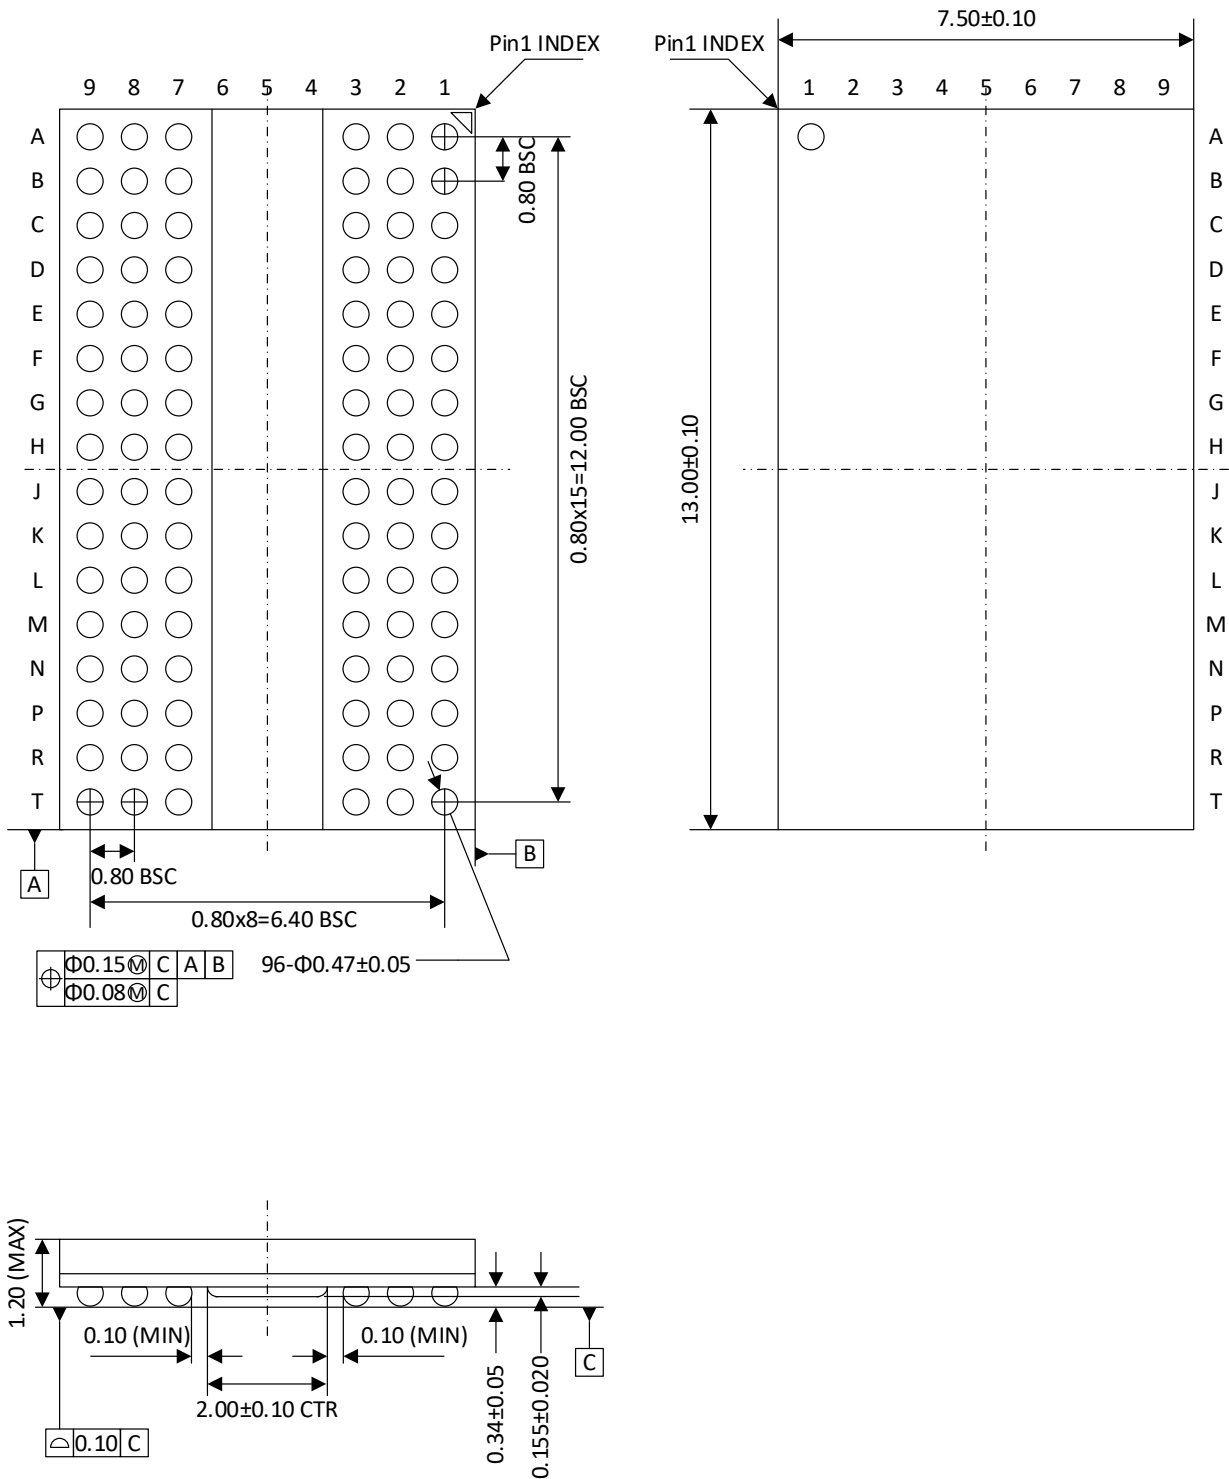 Pin1 INDEX
9 8 7 6 5 4 3 2 1
A
B
C
D
E
F
G
H
J
K
L
M
N
P
R
T
0.80 BSC
0.80x15=12.00 BSC
A
B
0.80 BSC
0.80x8=6.40 BSC
Φ0.15Ⓜ C A B
Φ0.08Ⓜ C
96-Φ0.47±0.05
7.50±0.10
Pin1 INDEX
1 2 3 4 5 6 7 8 9
13.00±0.10
A
B
C
D
E
F
G
H
J
K
L
M
N
P
R
T
1.20 (MAX)
0.10 (MIN)
0.10 (MIN)
2.00±0.10 CTR
0.34±0.05
0.155±0.020
C
0.10 C